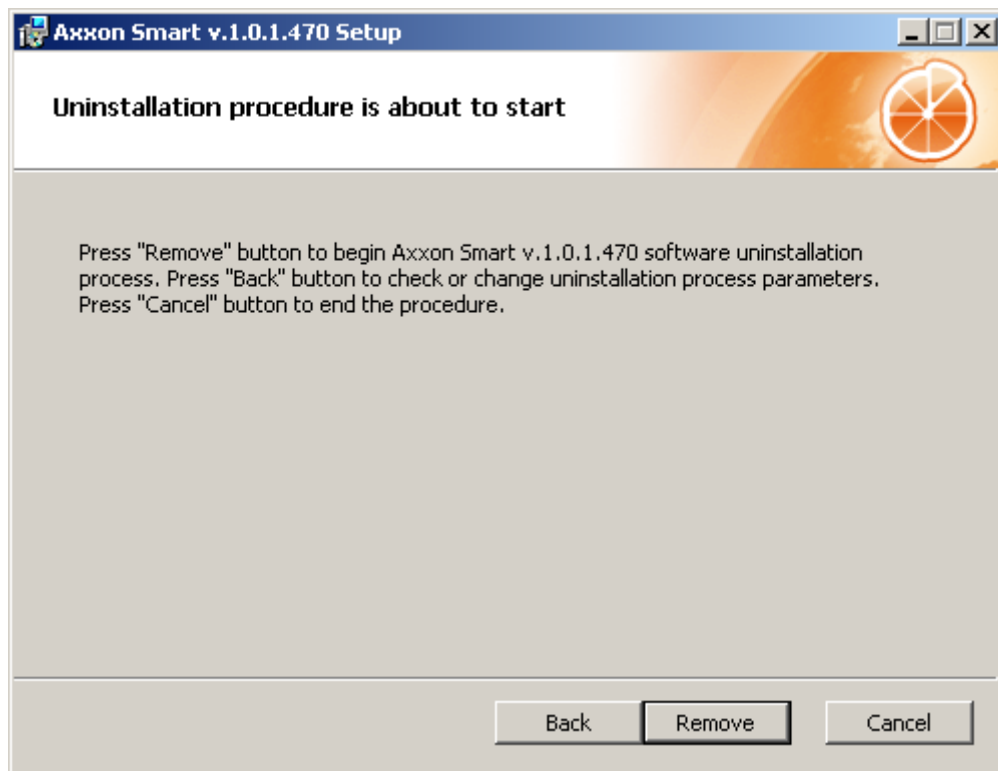 Axxon Smart v.1.0.1.470 Setup
Uninstallation procedure is about to start
Press "Remove" button to begin Axxon Smart v.1.0.1.470 software uninstallation
process. Press "Back" button to check or change uninstallation process parameters.
Press "Cancel" button to end the procedure.
Back
Remove
Cancel